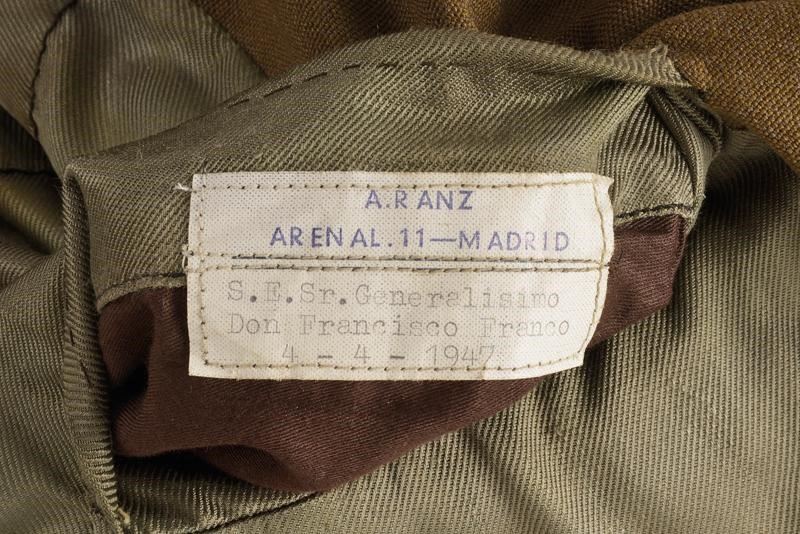 A.RANZ
ARENAL.11—MADRID
S.E.Sr.Generalisimo
Don Francisco Franco
4 - 4 - 1947